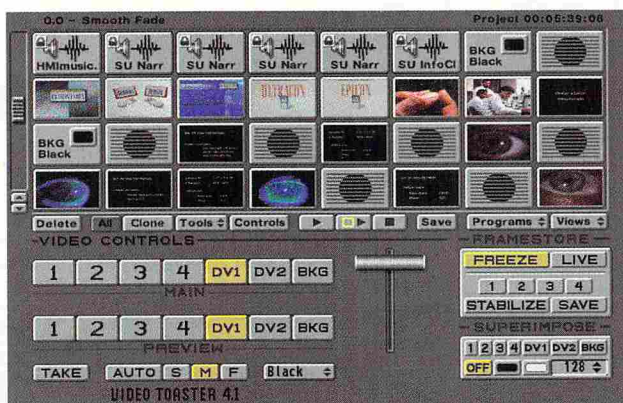 0.0 - Smooth Fade Project 00:05:39:06
HMImusic. SU Narr SU Narr SU Narr SU Narr SU InfoCl BKG Black
ULTRICON EPICON
BKG Black
Delete All Clone Tools Controls Save Programs Views
VIDEO CONTROLS
1 2 3 4 DV1 DV2 BKG
MAIN
1 2 3 4 DV1 DV2 BKG
PREVIEW
TAKE AUTO S M F Black
VIDEO TOASTER 4.1
FRAMESTORE
FREEZE LIVE
1 2 3 4
STABILIZE SAVE
SUPERIMPOSE
1 2 3 4 DV1 DV2 BKG
OFF 128